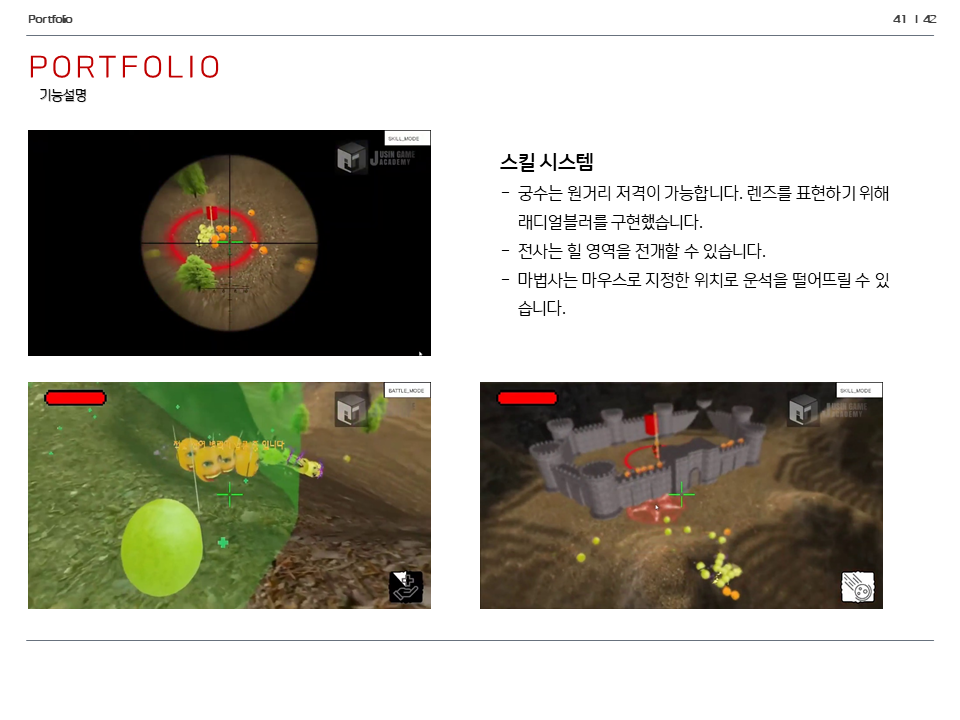 Portfolio
41 | 42
PORTFOLIO
기능설명
SKILL_MODE
JUSIN GAME
ACADEMY
스킬 시스템
- 궁수는 원거리 저격이 가능합니다. 렌즈를 표현하기 위해
래디얼블러를 구현했습니다.
- 전사는 힐 영역을 전개할 수 있습니다.
- 마법사는 마우스로 지정한 위치로 운석을 떨어뜨릴 수 있
습니다.
BATTLE_MODE
SKILL_MODE
JUSIN GAME
ACADEMY